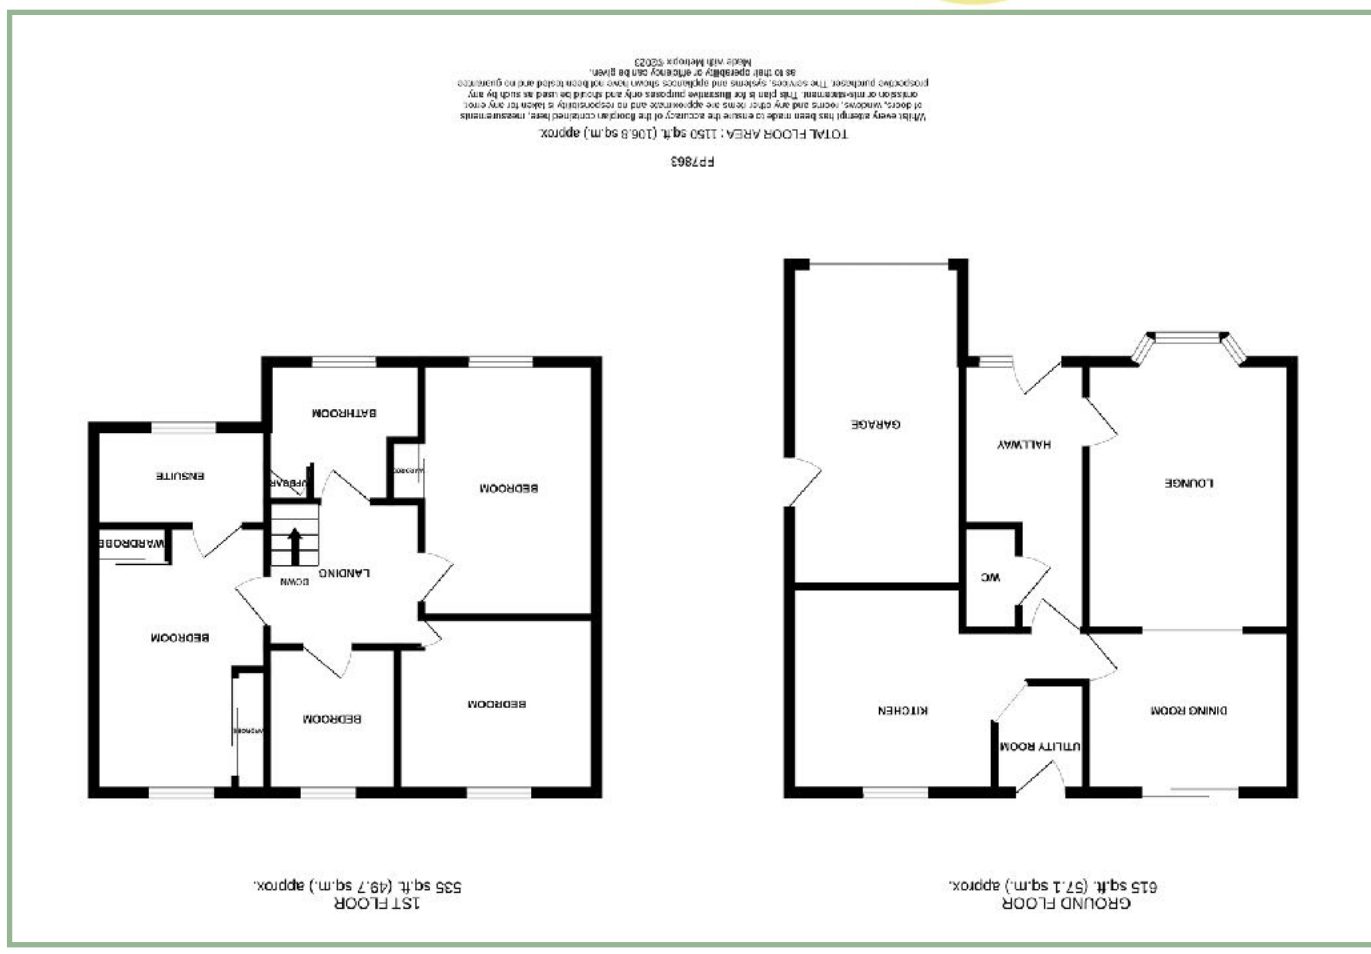 GROUND FLOOR
615 sq.ft. (57.1 sq.m.) approx.
1ST FLOOR
535 sq.ft. (49.7 sq.m.) approx.
DINING ROOM
UTILITY ROOM
KITCHEN
WC
LOUNGE
HALLWAY
GARAGE
BEDROOM
BEDROOM
WARDROBE
BEDROOM
DOWN
LANDING
WARDROBE
BEDROOM
ENSUITE
WARDROBE
BATHROOM
FP7863
TOTAL FLOOR AREA : 1150 sq.ft. (106.8 sq.m.) approx.
Whilst every attempt has been made to ensure the accuracy of the floorplan contained here, measurements
of doors, windows, rooms and any other items are approximate and no responsibility is taken for any error,
omission or mis-statement. This plan is for illustrative purposes only and should be used as such by any
prospective purchaser. The services, systems and appliances shown have not been tested and no guarantee
as to their operability or efficiency can be given.
Made with Metropix ©2023